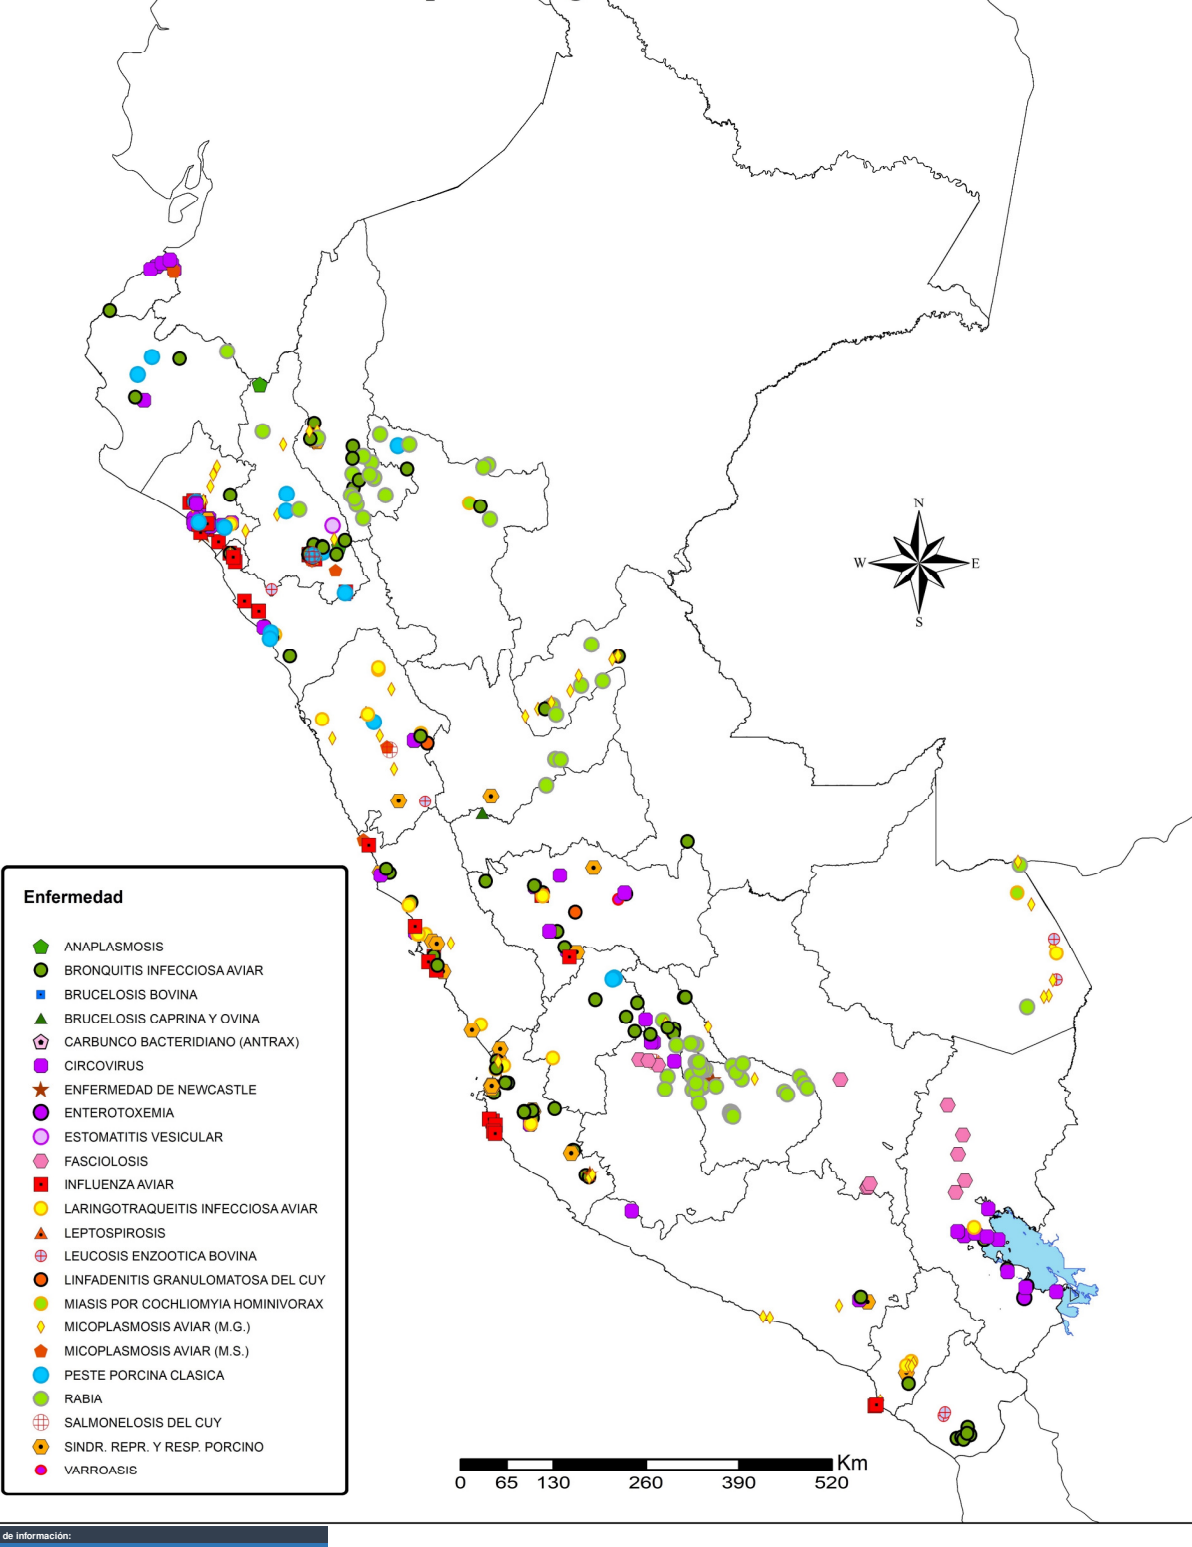 N
W
E
S
Enfermedad
ANAPLASMOSIS
BRONQUITIS INFECCIOSA AVIAR
BRUCELOSIS BOVINA
BRUCELOSIS CAPRINA Y OVINA
CARBUNCO BACTERIDIANO (ANTRAX)
CIRCOVIRUS
ENFERMEDAD DE NEWCASTLE
ENTEROTOXEMIA
ESTOMATITIS VESICULAR
FASCIOLOSIS
INFLUENZA AVIAR
LARINGOTRAQUEITIS INFECCIOSA AVIAR
LEPTOSPIROSIS
LEUCOSIS ENZOOTICA BOVINA
LINFADENITIS GRANULOMATOSA DEL CUY
MIASIS POR COCHLIOMYIA HOMINIVORAX
MICOPLASMOSIS AVIAR (M.G.)
MICOPLASMOSIS AVIAR (M.S.)
PESTE PORCINA CLASICA
RABIA
SALMONELOSIS DEL CUY
SINDR. REPR. Y RESP. PORCINO
VARROASIS
Km
0 65 130 260 390 520
de información: